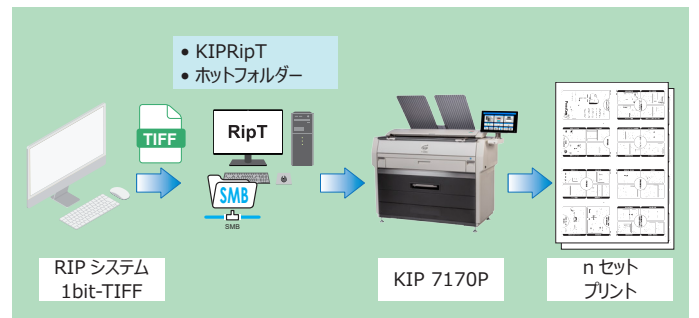 • KIPRipT
• ホットフォルダー
TIFF
RipT
SMB
SMB
RIP システム
1bit-TIFF
KIP 7170P
n セット
プリント